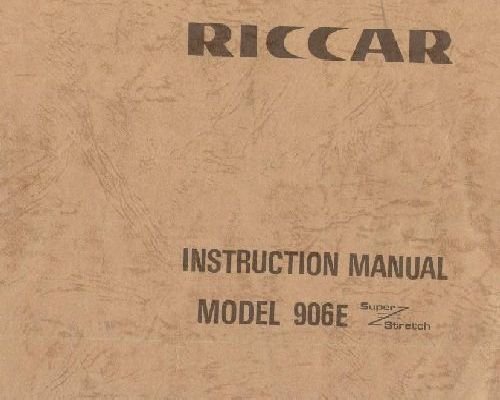 RICCAR
INSTRUCTION MANUAL
MODEL 906E Super Stretch